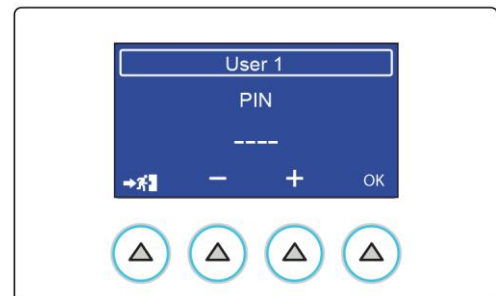 User 1
PIN
----
− + OK